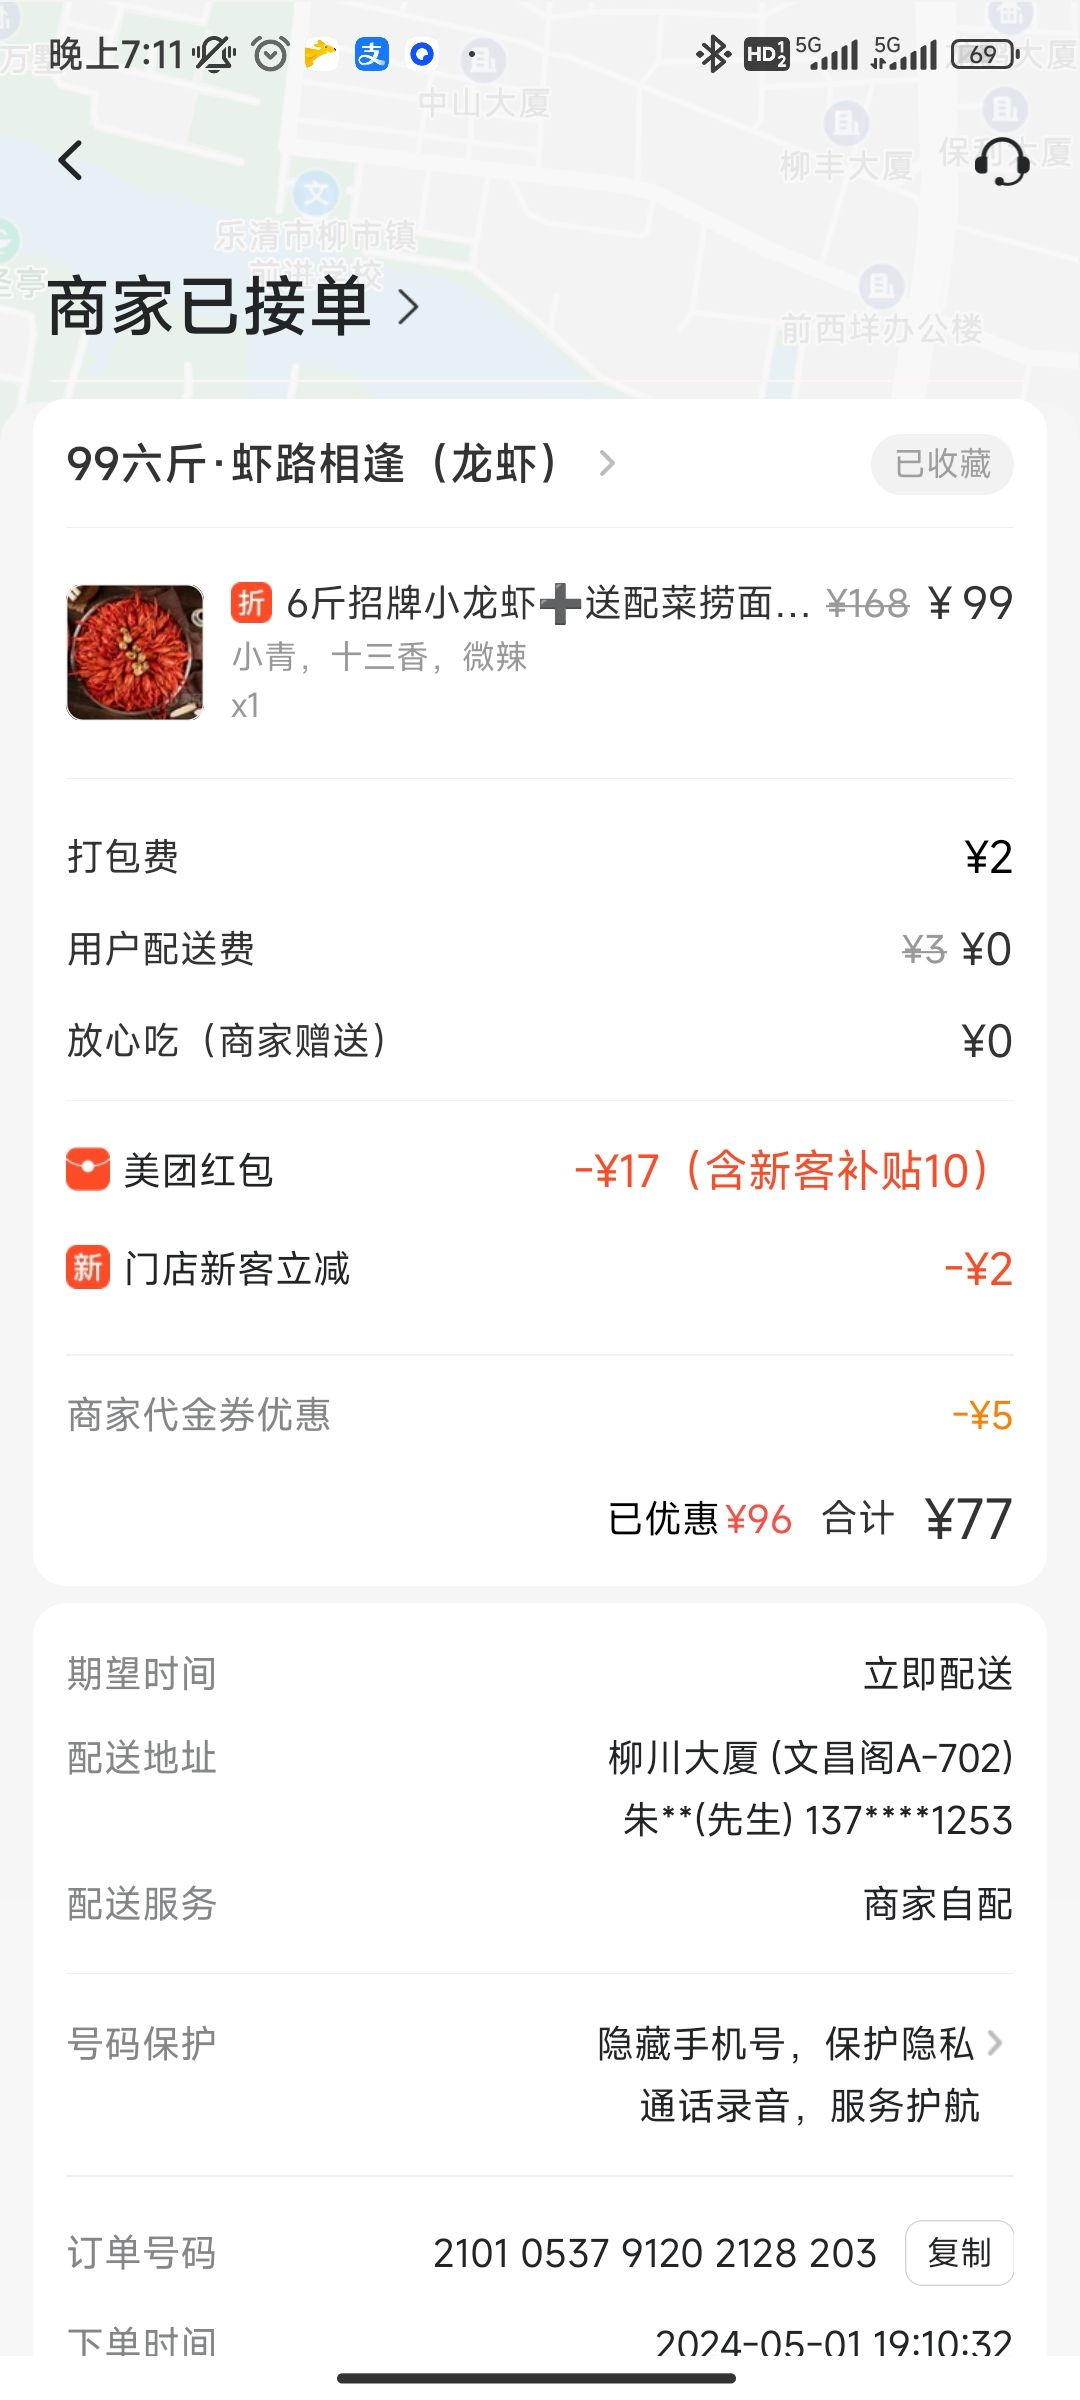 晚上7:11
HD 1 2 5G 5G 69
中山大厦
柳丰大厦
保利大厦
文
乐清市柳市镇
前进学校
前西垟办公楼
商家已接单
99六斤·虾路相逢（龙虾）
已收藏
折 6斤招牌小龙虾➕送配菜捞面... ¥168 ¥99
小青，十三香，微辣
x1
打包费 ¥2
用户配送费 ¥3 ¥0
放心吃（商家赠送） ¥0
美团红包 -¥17（含新客补贴10）
新 门店新客立减 -¥2
商家代金券优惠 -¥5
已优惠¥96 合计 ¥77
期望时间 立即配送
配送地址 柳川大厦 (文昌阁A-702)
朱**(先生) 137****1253
配送服务 商家自配
号码保护 隐藏手机号，保护隐私
通话录音，服务护航
订单号码 2101 0537 9120 2128 203 复制
下单时间 2024-05-01 19:10:32